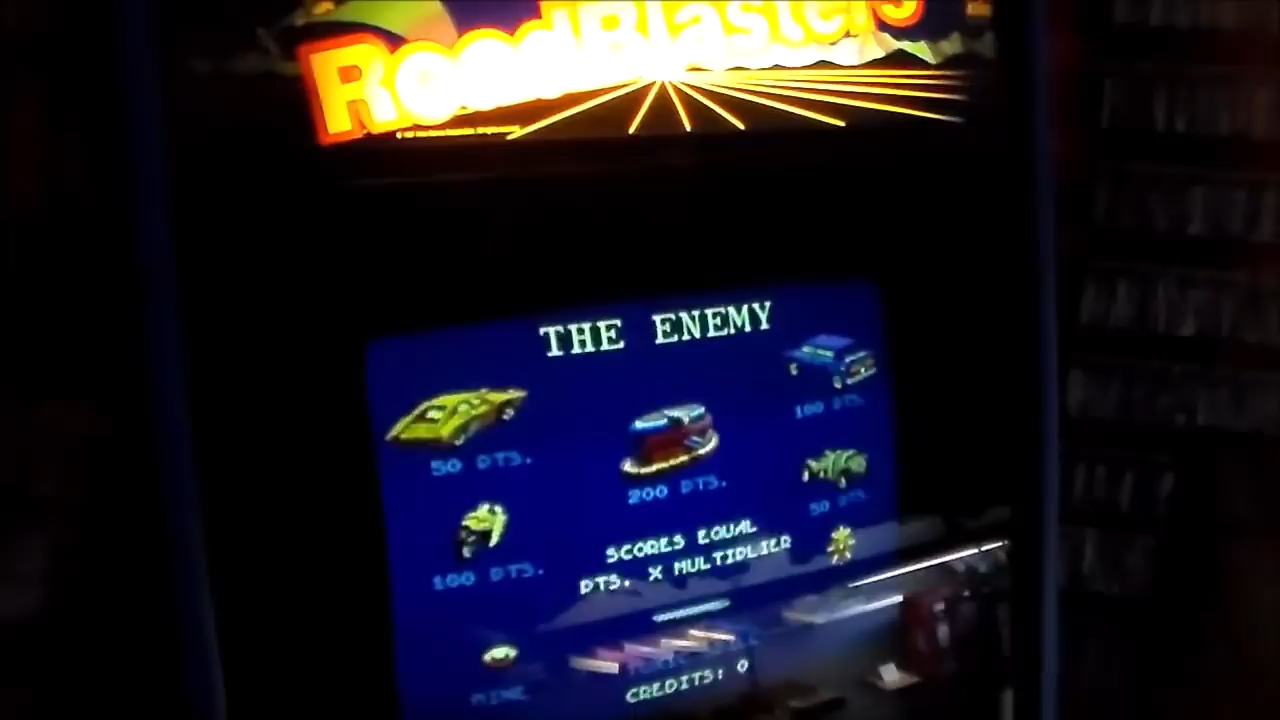 RoadBlasters
THE ENEMY
50 PTS.
200 PTS.
100 PTS.
50 PTS.
100 PTS.
SCORES EQUAL
PTS. X MULTIPLIER
MINE
CREDITS: 0